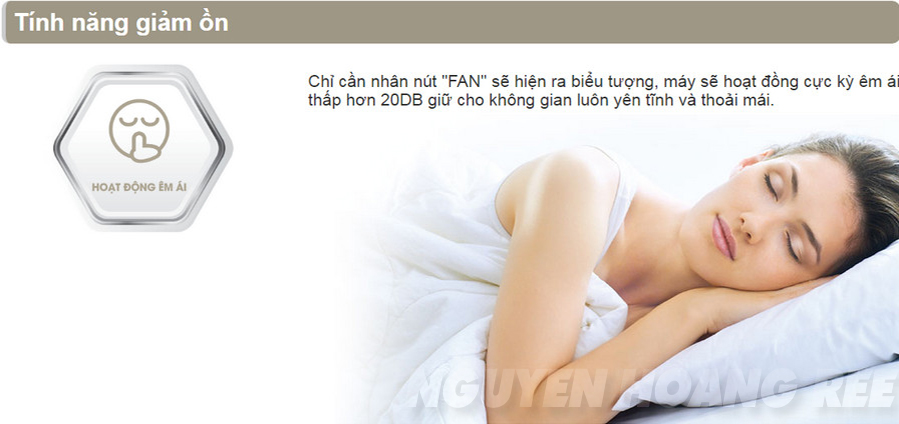 Tính năng giảm ồn
Chỉ cần nhân nút "FAN" sẽ hiện ra biểu tượng, máy sẽ hoạt đồng cực kỳ êm ái
thấp hơn 20DB giữ cho không gian luôn yên tĩnh và thoải mái.
HOẠT ĐỘNG ÊM ÁI
NGUYEN HOANG REE